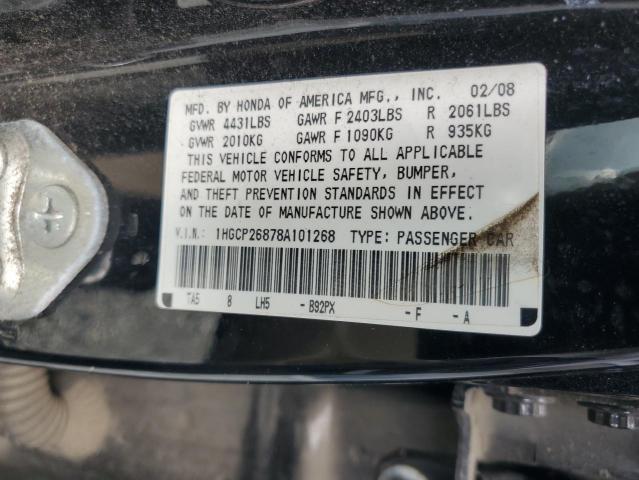 MFD. BY HONDA OF AMERICA MFG., INC. 02/08
GVWR 4431LBS GAWR F 2403LBS R 2061LBS
GVWR 2010KG GAWR F 1090KG R 935KG
THIS VEHICLE CONFORMS TO ALL APPLICABLE
FEDERAL MOTOR VEHICLE SAFETY, BUMPER,
AND THEFT PREVENTION STANDARDS IN EFFECT
ON THE DATE OF MANUFACTURE SHOWN ABOVE.
V.I.N.: 1HGCP26878A101268 TYPE: PASSENGER CAR
TA5 8 LH5 -B92PX -F -A